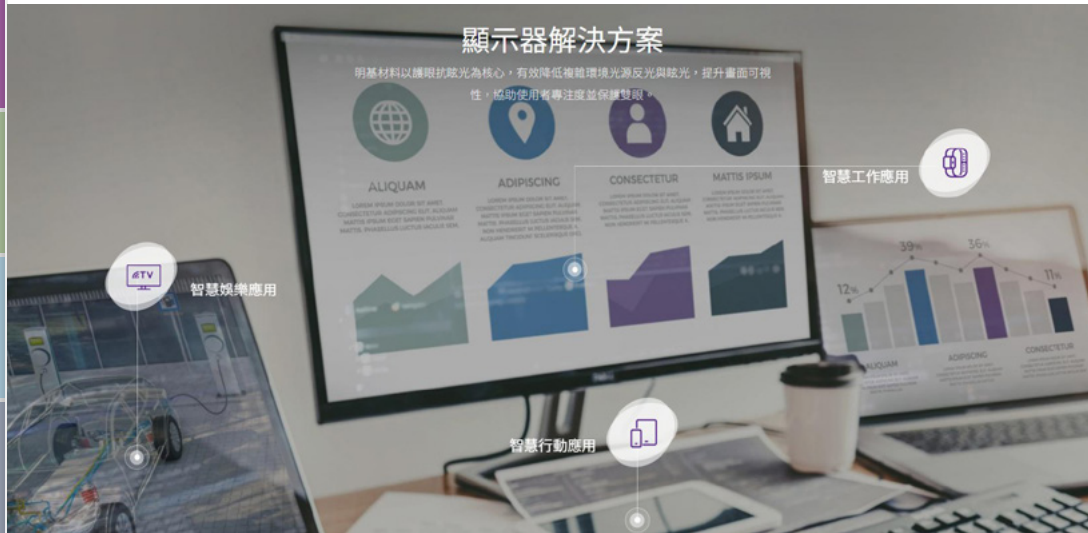 顯示器解決方案
明基材料以護眼抗眩光為核心，有效降低複雜環境光源反光與眩光，提升畫面可視
性，協助使用者專注度並保護雙眼。
智慧工作應用
ALIQUAM
ADIPISCING
CONSECTETUR
MATTIS IPSUM
TV
智慧娛樂應用
39%
36%
12%
11%
ALIQUAM
ADIPISCING
CONSECTETUR
智慧行動應用